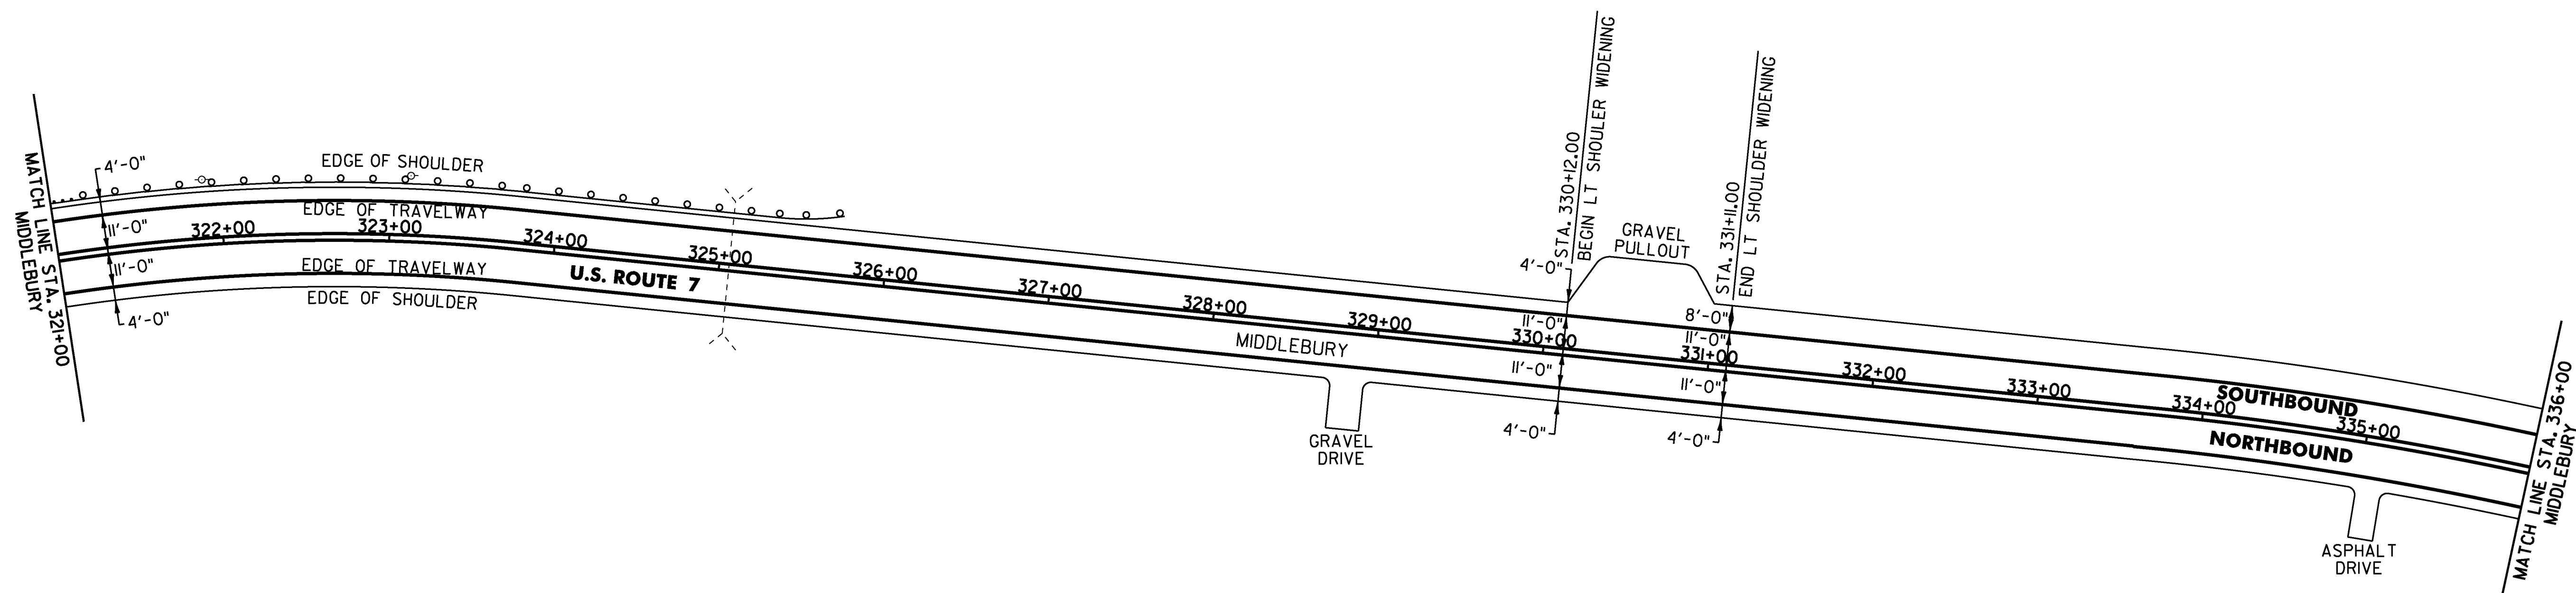 MATCH LINE STA. 321+00
MIDDLEBURY
4'-0"
11'-0"
11'-0"
4'-0"
EDGE OF SHOULDER
EDGE OF TRAVELWAY
322+00
323+00
324+00
325+00
326+00
327+00
328+00
329+00
330+00
331+00
332+00
333+00
334+00
335+00
EDGE OF TRAVELWAY
EDGE OF SHOULDER
U.S. ROUTE 7
MIDDLEBURY
GRAVEL
DRIVE
STA. 330+12.00
BEGIN LT SHOULER WIDENING
4'-0"
11'-0"
11'-0"
4'-0"
GRAVEL
PULLOUT
STA. 331+11.00
END LT SHOULDER WIDENING
8'-0"
11'-0"
11'-0"
4'-0"
SOUTHBOUND
NORTHBOUND
ASPHALT
DRIVE
MATCH LINE STA. 336+00
MIDDLEBURY